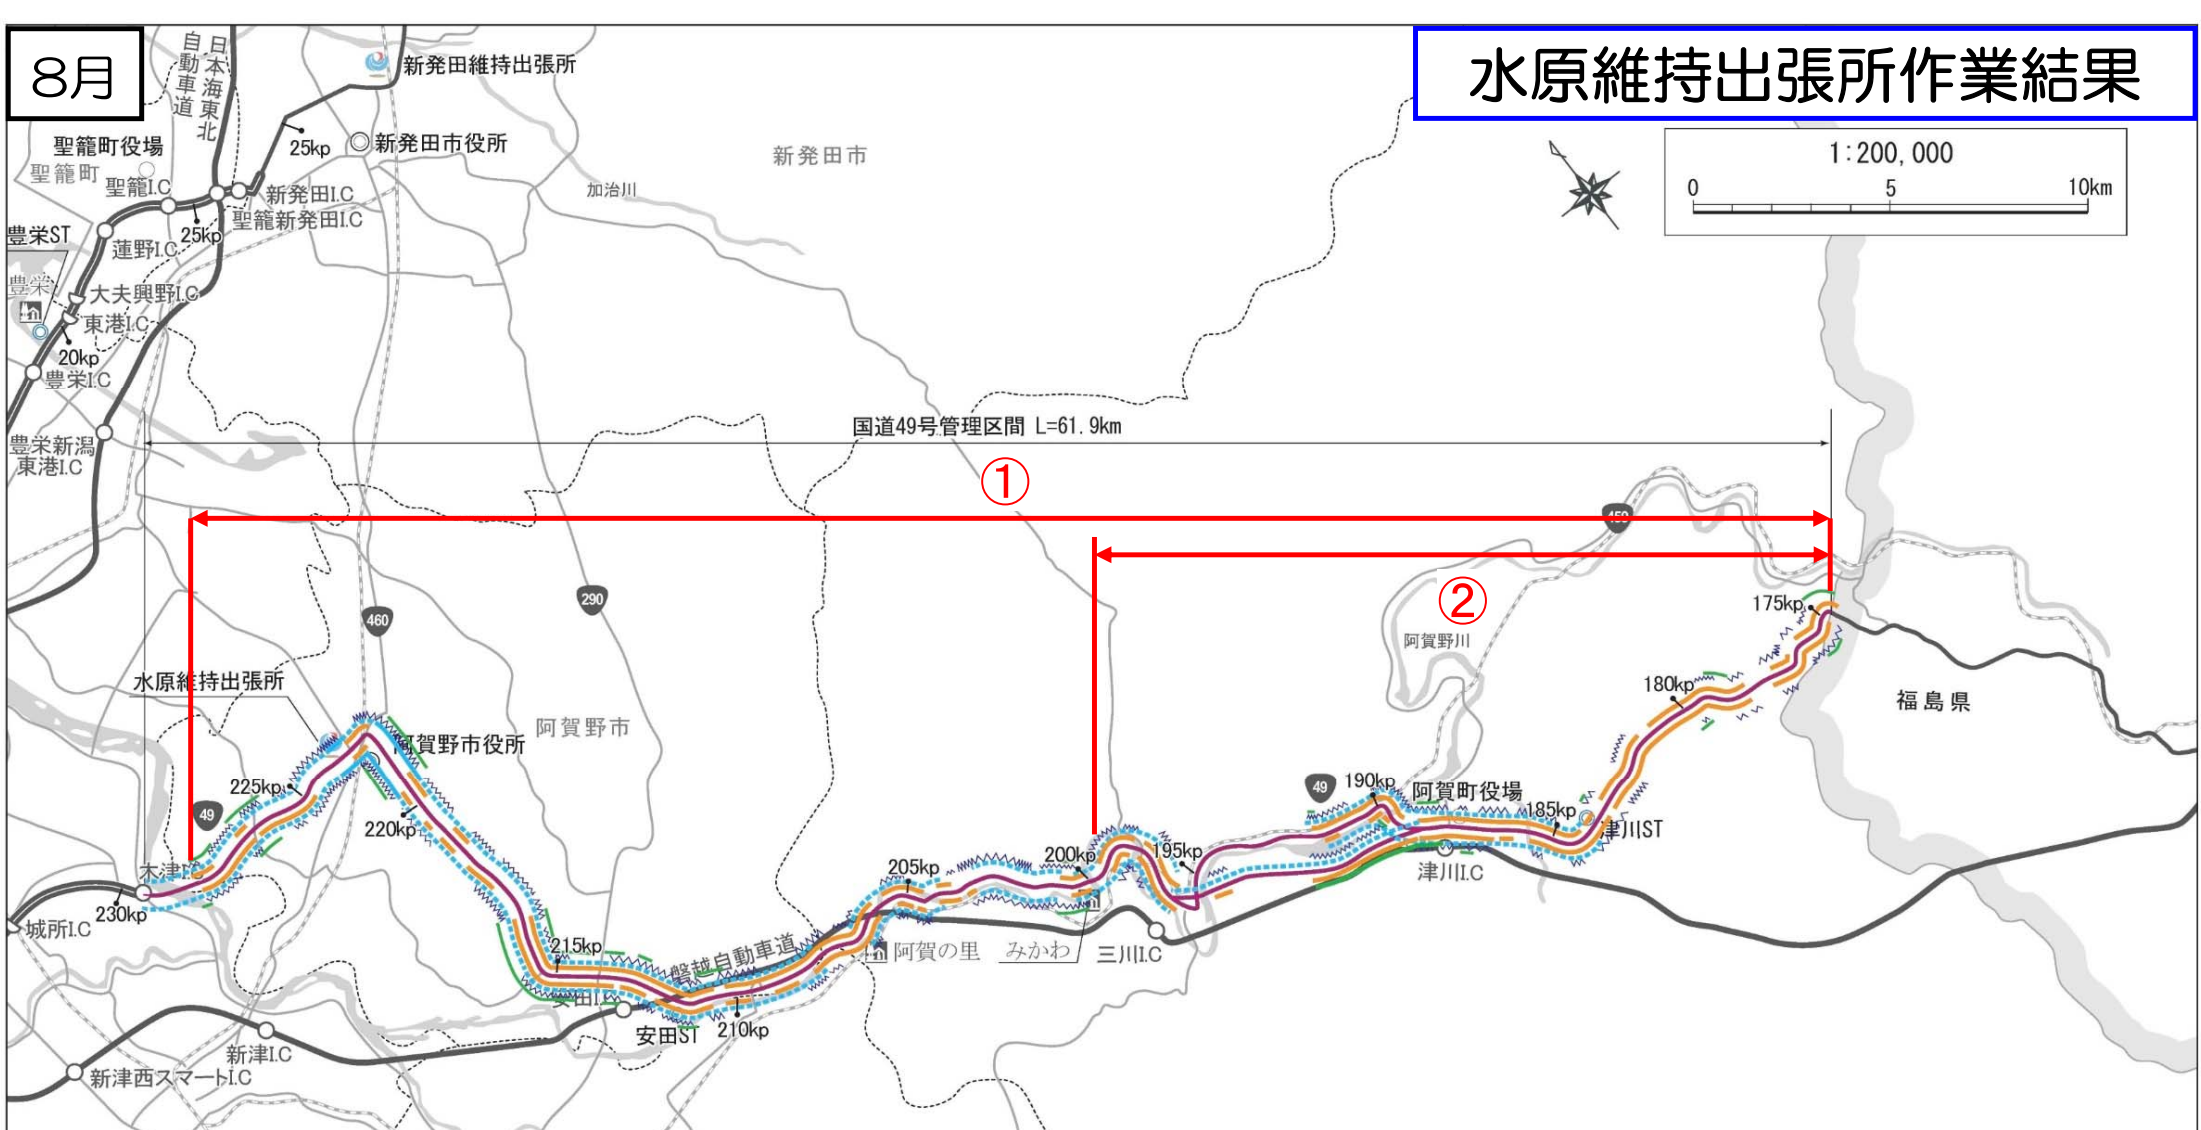 8月
水原維持出張所作業結果
日本海東北
自動車道
新発田維持出張所
1:200,000
0
5
10km
聖籠町役場
聖籠町
25kp
新発田市役所
新発田市
聖籠I.C
新発田I.C
聖籠新発田I.C
加治川
豊栄ST
25kp
蓮野I.C
豊栄
大夫興野I.C
東港I.C
20kp
豊栄I.C
国道49号管理区間 L=61.9km
豊栄新潟
東港I.C
①
②
290
460
175kp
阿賀野川
水原維持出張所
180kp
福島県
阿賀野市
阿賀野市役所
225kp
49
220kp
49
190kp
阿賀町役場
185kp
津川ST
木津I.C
205kp
200kp
195kp
津川I.C
230kp
城所I.C
215kp
磐越自動車道
阿賀の里
みかわ
三川I.C
安田I.C
安田ST
210kp
新津I.C
新津西スマートI.C